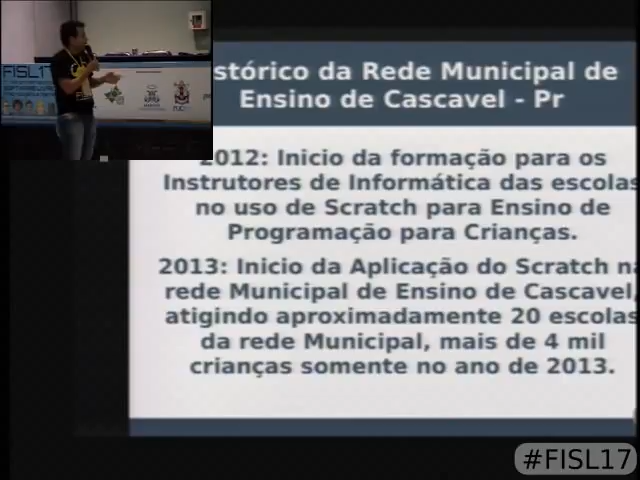 FISL17
stórico da Rede Municipal de
Ensino de Cascavel - Pr
2012: Inicio da formação para os
Instrutores de Informática das escolas
no uso de Scratch para Ensino de
Programação para Crianças.
2013: Inicio da Aplicação do Scratch na
rede Municipal de Ensino de Cascavel,
atigindo aproximadamente 20 escolas
da rede Municipal, mais de 4 mil
crianças somente no ano de 2013.
#FISL17